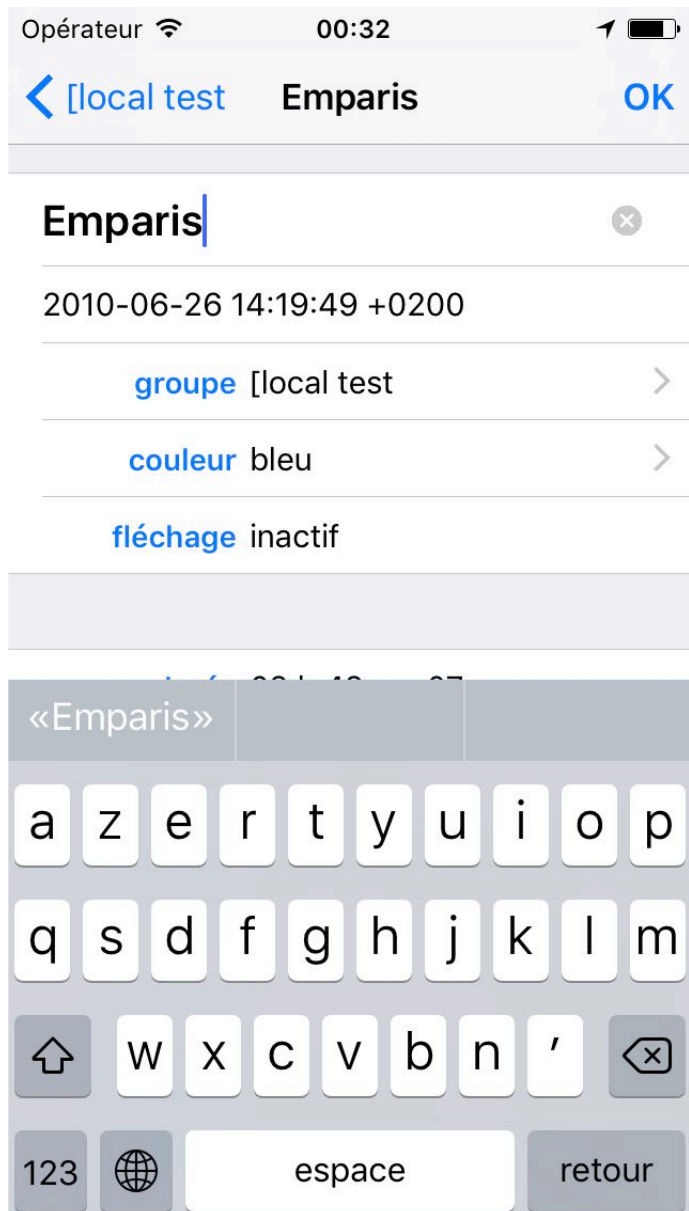 Opérateur 00:32
[local test Emparis OK
Emparis
2010-06-26 14:19:49 +0200
groupe [local test
couleur bleu
fléchage inactif
«Emparis»
a z e r t y u i o p
q s d f g h j k l m
w x c v b n ’
123 espace retour